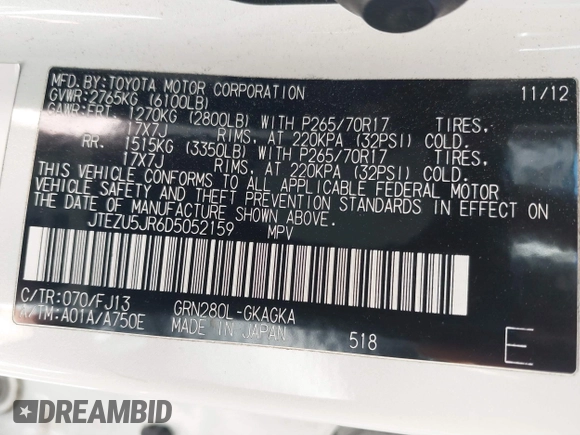 MFD. BY: TOYOTA MOTOR CORPORATION 11/12
GVWR: 2765KG (6100LB)
GAWR: FRT. 1270KG (2800LB) WITH P265/70R17 TIRES,
17X7J RIMS, AT 220KPA (32PSI) COLD.
RR. 1515KG (3350LB) WITH P265/70R17 TIRES,
17X7J RIMS, AT 220KPA (32PSI) COLD.
THIS VEHICLE CONFORMS TO ALL APPLICABLE FEDERAL MOTOR
VEHICLE SAFETY AND THEFT PREVENTION STANDARDS IN EFFECT ON
THE DATE OF MANUFACTURE SHOWN ABOVE.
JTEZU5JR6D5052159 MPV
C/TR: 070/FJ13 GRN280L-GKAGKA
A/TM: A01A/A750E MADE IN JAPAN 518 E
DREAMBID